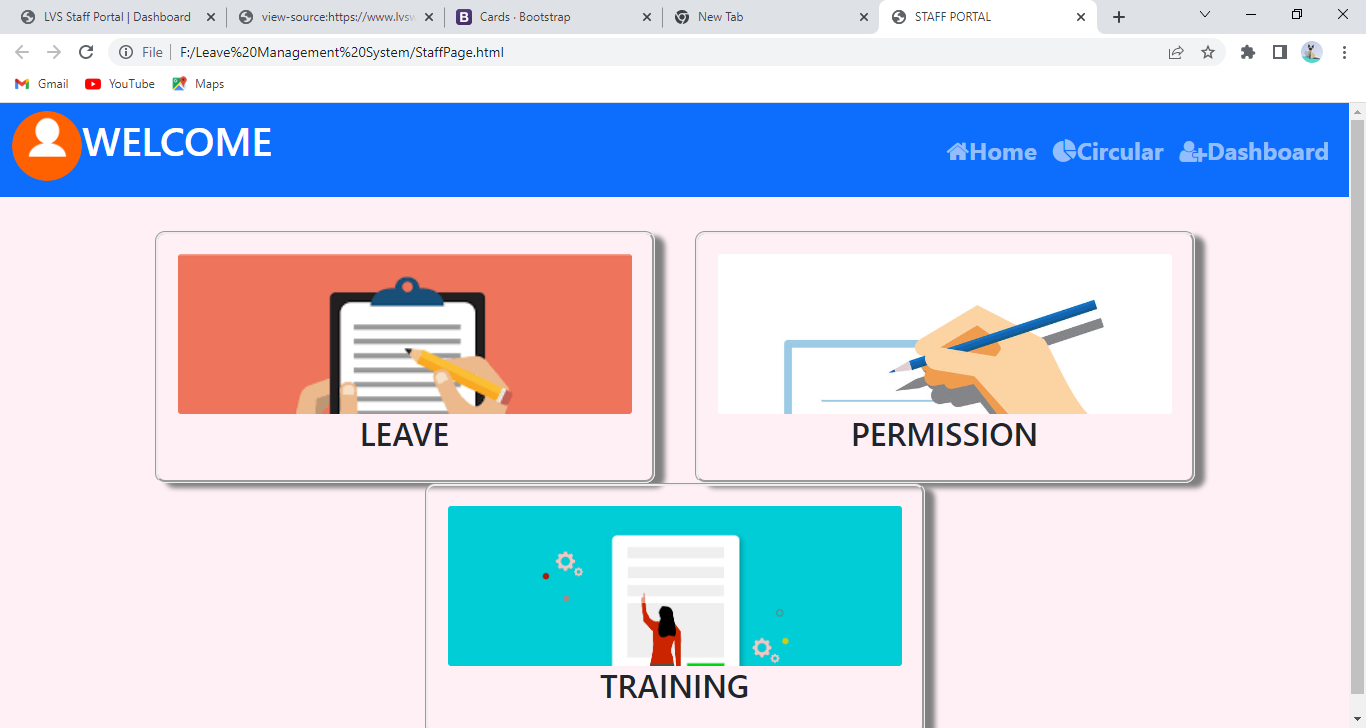 LVS Staff Portal | Dashboard
view-source:https://www.lvsv
Cards · Bootstrap
New Tab
STAFF PORTAL
File
F:/Leave%20Management%20System/StaffPage.html
Gmail
YouTube
Maps
WELCOME
Home
Circular
Dashboard
LEAVE
PERMISSION
TRAINING